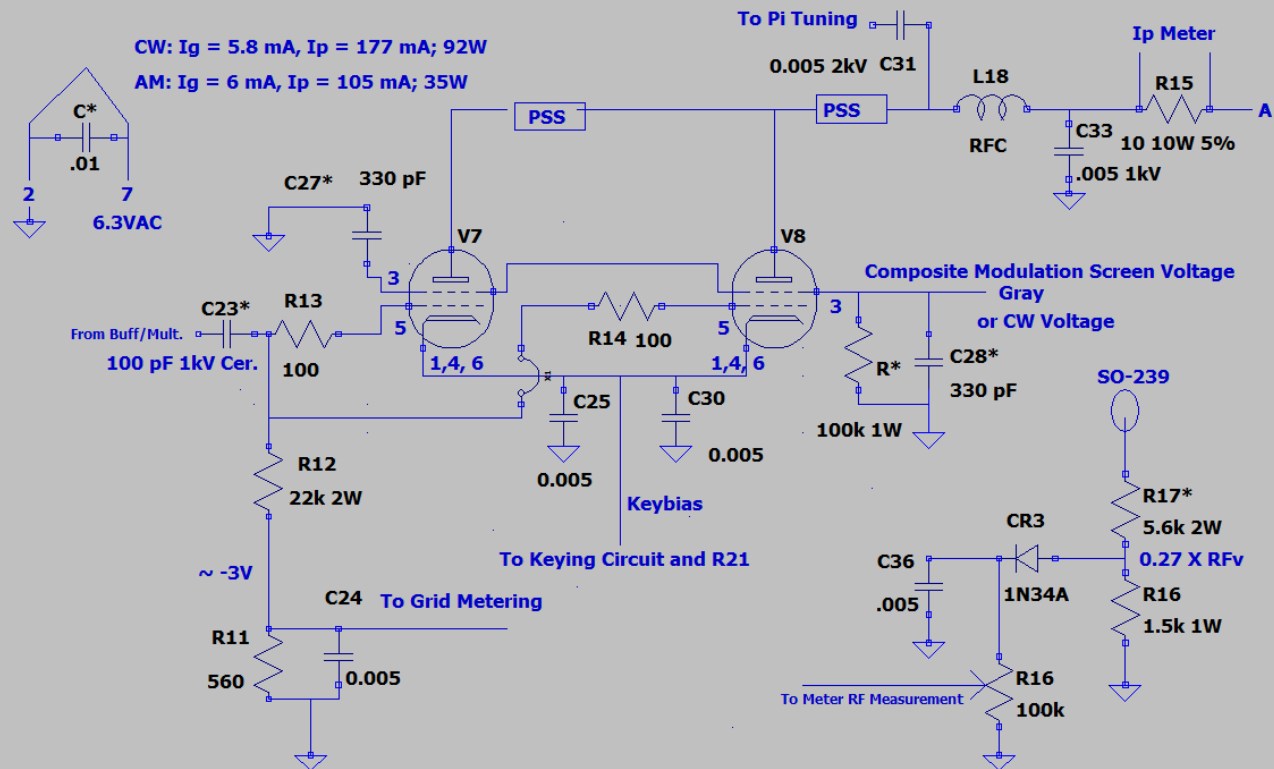 To Pi Tuning
CW: Ig = 5.8 mA, Ip = 177 mA; 92W
AM: Ig = 6 mA, Ip = 105 mA; 35W
Ip Meter
0.005 2kV
C31
L18
R15
C*
.01
PSS
PSS
A
RFC
C33
10 10W 5%
.005 1kV
2
7
6.3VAC
C27*
330 pF
V7
V8
3
Composite Modulation Screen Voltage
Gray
or CW Voltage
3
C23*
R13
From Buff/Mult.
100 pF 1kV Cer.
100
5
R14
100
5
1,4, 6
1,4, 6
X1
R*
C28*
330 pF
100k 1W
SO-239
C25
0.005
C30
0.005
R12
22k 2W
Keybias
R17*
5.6k 2W
CR3
1N34A
0.27 X RFv
To Keying Circuit and R21
C36
.005
R16
1.5k 1W
~ -3V
C24
To Grid Metering
R11
560
0.005
To Meter RF Measurement
R16
100k